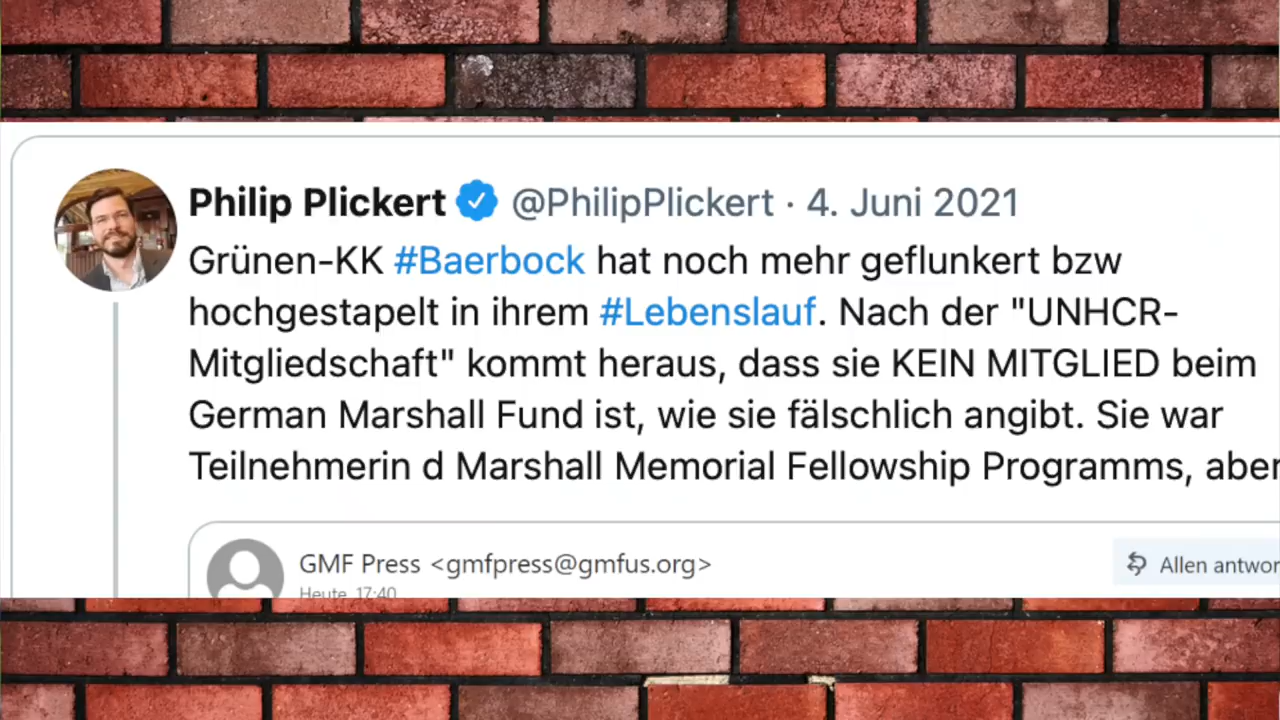 Philip Plickert @PhilipPlickert · 4. Juni 2021
Grünen-KK #Baerbock hat noch mehr geflunkert bzw
hochgestapelt in ihrem #Lebenslauf. Nach der "UNHCR-
Mitgliedschaft" kommt heraus, dass sie KEIN MITGLIED beim
German Marshall Fund ist, wie sie fälschlich angibt. Sie war
Teilnehmerin d Marshall Memorial Fellowship Programms, aber
GMF Press <gmfpress@gmfus.org>
Allen antwor
Heute, 17:40